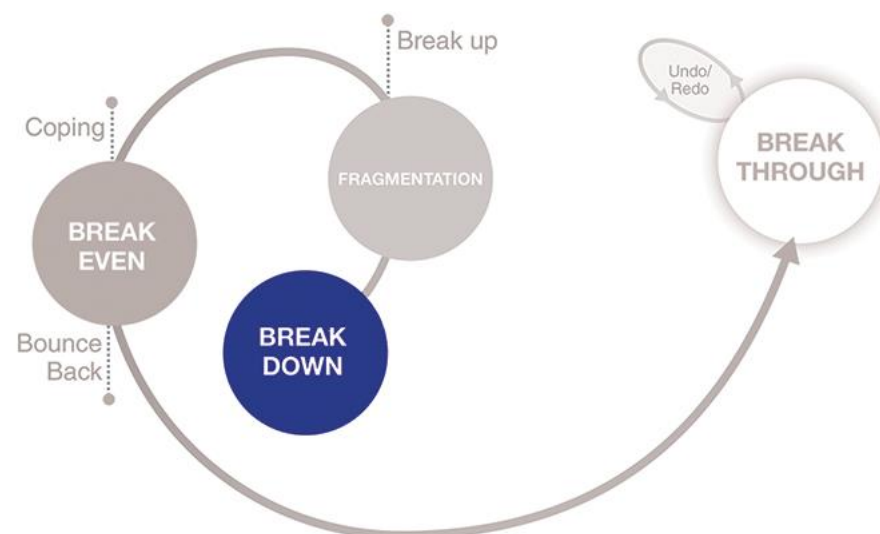 Break up
Undo/
Redo
Coping
BREAK
THROUGH
FRAGMENTATION
BREAK
EVEN
Bounce
Back
BREAK
DOWN